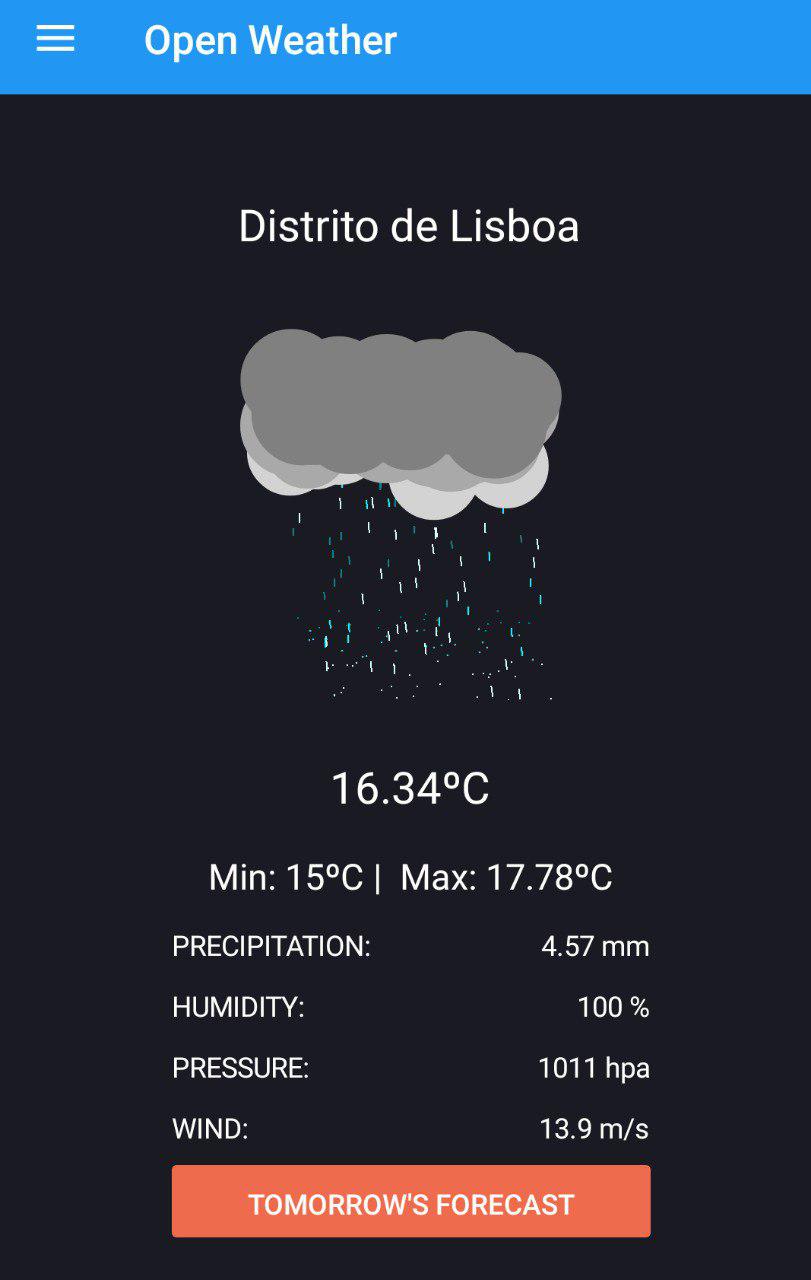 Open Weather
Distrito de Lisboa
16.34ºC
Min: 15ºC |  Max: 17.78ºC
PRECIPITATION: 4.57 mm
HUMIDITY: 100 %
PRESSURE: 1011 hpa
WIND: 13.9 m/s
TOMORROW'S FORECAST